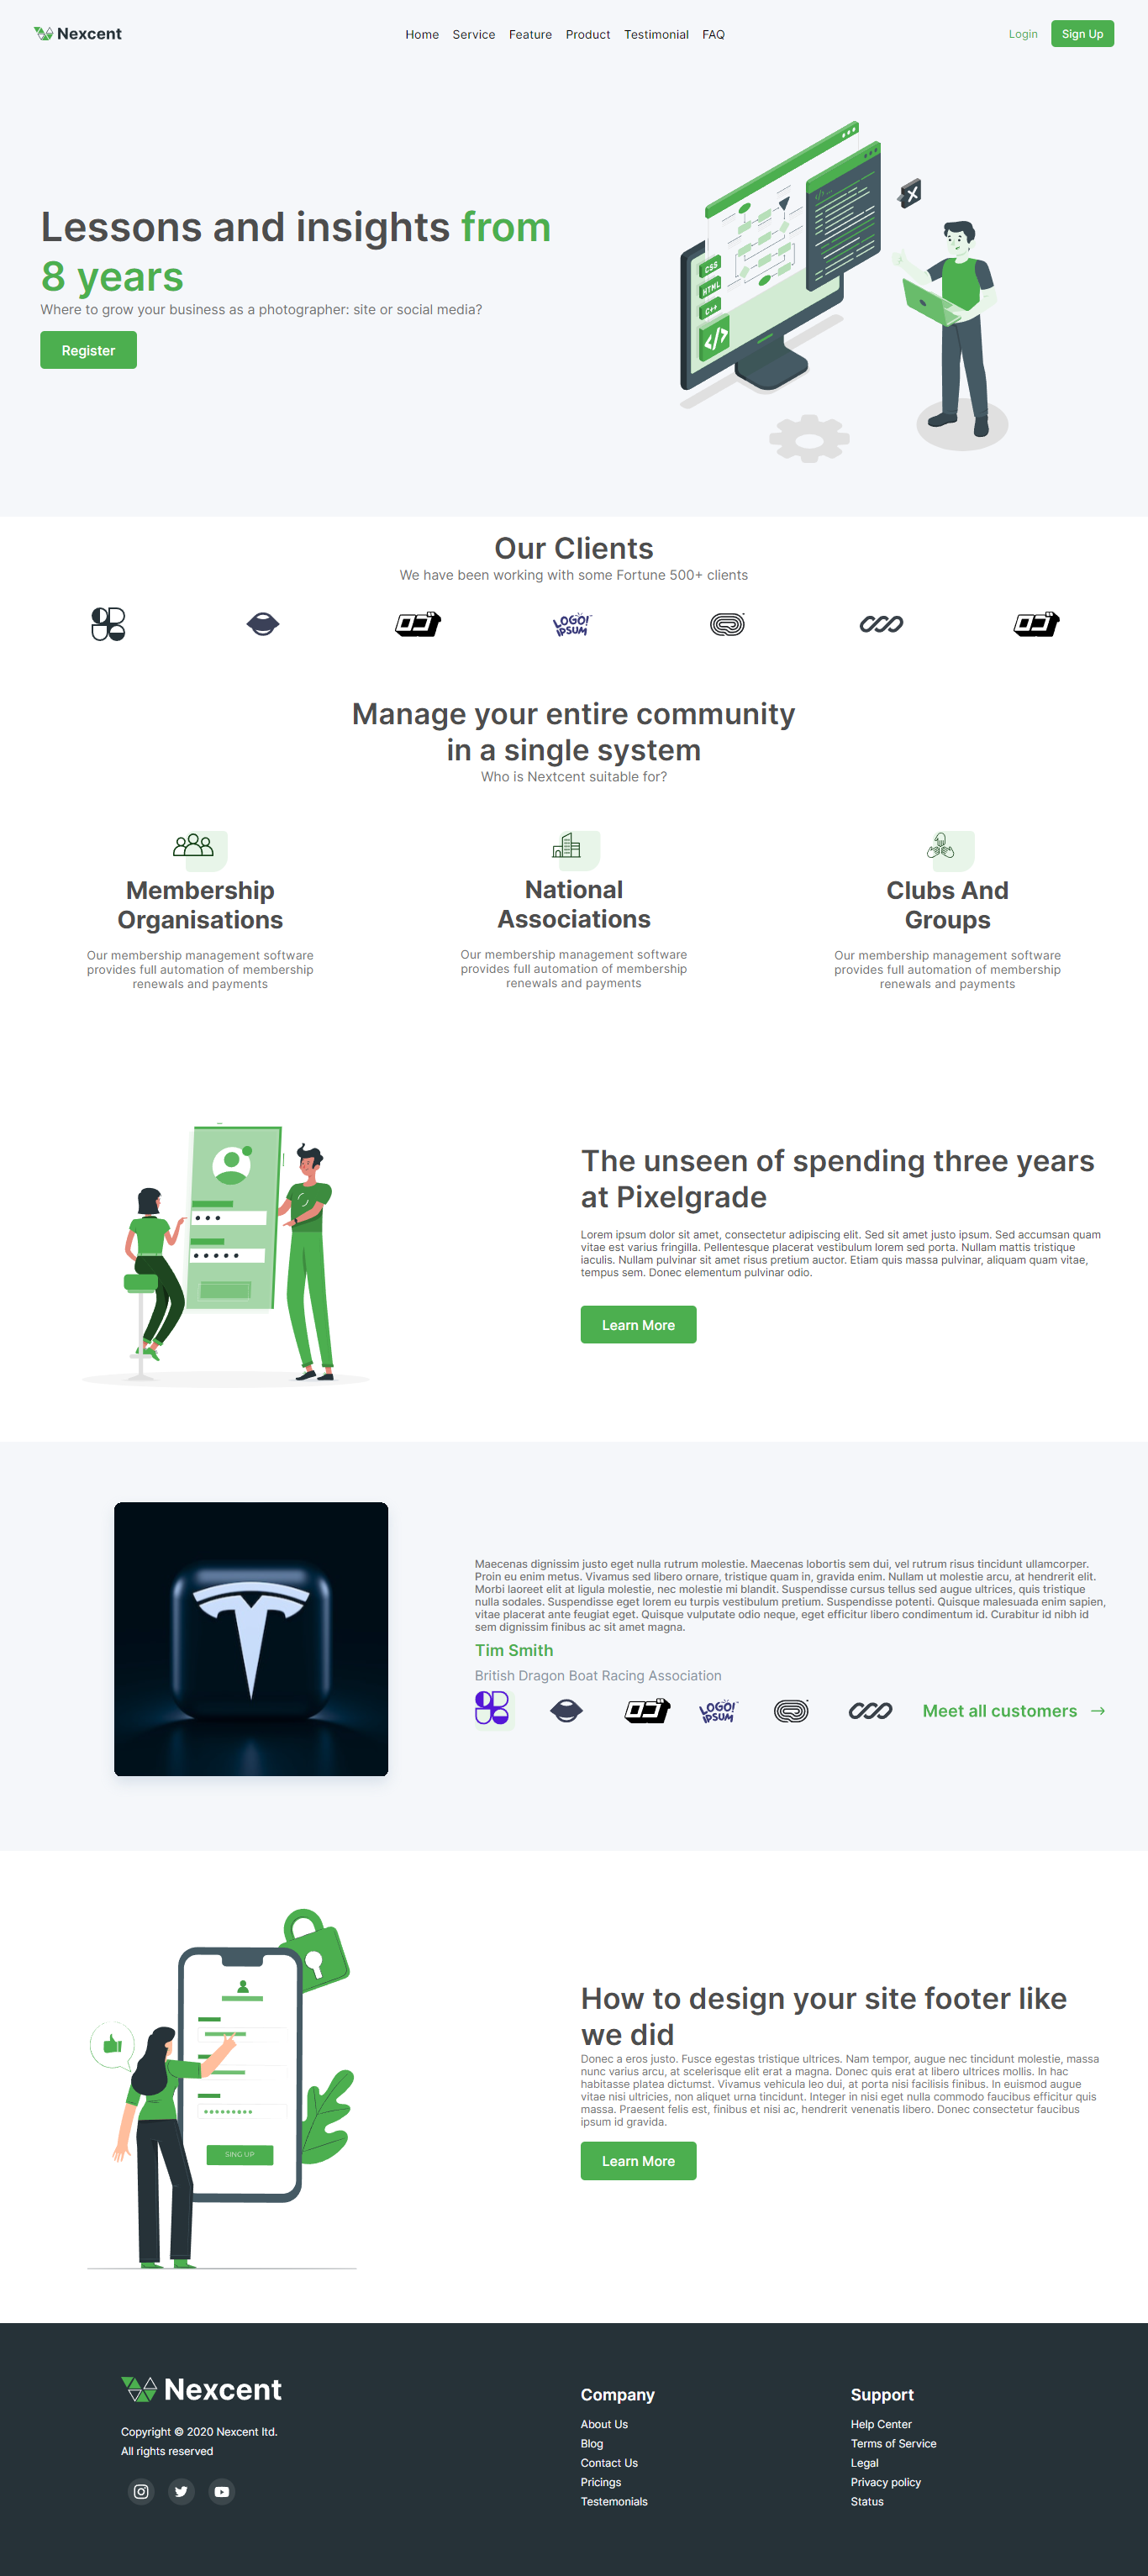 Nexcent
Home Service Feature Product Testimonial FAQ
Login Sign Up
Lessons and insights from
8 years
Where to grow your business as a photographer: site or social media?
Register
CSS
HTML
C++
</>
Our Clients
We have been working with some Fortune 500+ clients
LOGO!
IPSUM
Manage your entire community
in a single system
Who is Nextcent suitable for?
Membership
Organisations
Our membership management software
provides full automation of membership
renewals and payments
National
Associations
Our membership management software
provides full automation of membership
renewals and payments
Clubs And
Groups
Our membership management software
provides full automation of membership
renewals and payments
The unseen of spending three years
at Pixelgrade
Lorem ipsum dolor sit amet, consectetur adipiscing elit. Sed sit amet justo ipsum. Sed accumsan quam
vitae est varius fringilla. Pellentesque placerat vestibulum lorem sed porta. Nullam mattis tristique
iaculis. Nullam pulvinar sit amet risus pretium auctor. Etiam quis massa pulvinar, aliquam quam vitae,
tempus sem. Donec elementum pulvinar odio.
Learn More
Maecenas dignissim justo eget nulla rutrum molestie. Maecenas lobortis sem dui, vel rutrum risus tincidunt ullamcorper.
Proin eu enim metus. Vivamus sed libero ornare, tristique quam in, gravida enim. Nullam ut molestie arcu, at hendrerit elit.
Morbi laoreet elit at ligula molestie, nec molestie mi blandit. Suspendisse cursus tellus sed augue ultrices, quis tristique
nulla sodales. Suspendisse eget lorem eu turpis vestibulum pretium. Suspendisse potenti. Quisque malesuada enim sapien,
vitae placerat ante feugiat eget. Quisque vulputate odio neque, eget efficitur libero condimentum id. Curabitur id nibh id
sem dignissim finibus ac sit amet magna.
Tim Smith
British Dragon Boat Racing Association
LOGO!
IPSUM
Meet all customers →
SING UP
How to design your site footer like
we did
Donec a eros justo. Fusce egestas tristique ultrices. Nam tempor, augue nec tincidunt molestie, massa
nunc varius arcu, at scelerisque elit erat a magna. Donec quis erat at libero ultrices mollis. In hac
habitasse platea dictumst. Vivamus vehicula leo dui, at porta nisi facilisis finibus. In euismod augue
vitae nisi ultricies, non aliquet urna tincidunt. Integer in nisi eget nulla commodo faucibus efficitur quis
massa. Praesent felis est, finibus et nisi ac, hendrerit venenatis libero. Donec consectetur faucibus
ipsum id gravida.
Learn More
Nexcent
Copyright © 2020 Nexcent ltd.
All rights reserved
Company
About Us
Blog
Contact Us
Pricings
Testemonials
Support
Help Center
Terms of Service
Legal
Privacy policy
Status